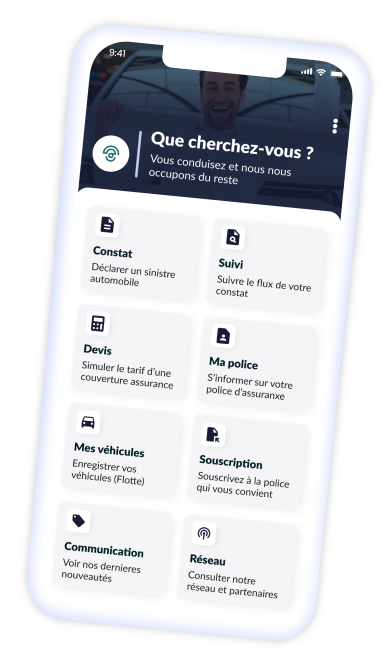 9:41
Que cherchez-vous ?
Vous conduisez et nous nous
occupons du reste
Constat
Déclarer un sinistre
automobile
Suivi
Suivre le flux de votre
constat
Devis
Simuler le tarif d'une
couverture assurance
Ma police
S'informer sur votre
police d'assuranxe
Mes véhicules
Enregistrer vos
véhicules (Flotte)
Souscription
Souscrivez à la police
qui vous convient
Communication
Voir nos dernieres
nouveautés
Réseau
Consulter notre
réseau et partenaires